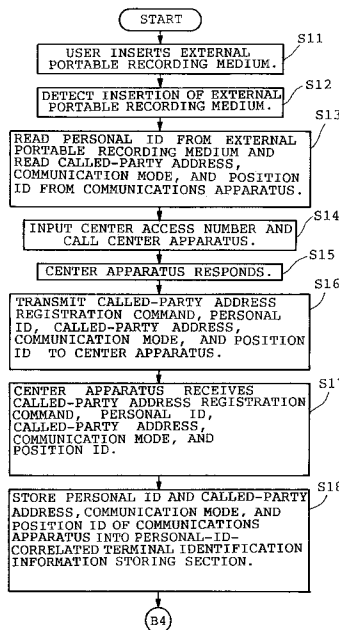 START
S11
USER INSERTS EXTERNAL
PORTABLE RECORDING MEDIUM.
S12
DETECT INSERTION OF EXTERNAL
PORTABLE RECORDING MEDIUM.
S13
READ PERSONAL ID FROM EXTERNAL
PORTABLE RECORDING MEDIUM AND
READ CALLED-PARTY ADDRESS,
COMMUNICATION MODE, AND POSITION
ID FROM COMMUNICATIONS APPARATUS.
S14
INPUT CENTER ACCESS NUMBER AND
CALL CENTER APPARATUS.
S15
CENTER APPARATUS RESPONDS.
S16
TRANSMIT CALLED-PARTY ADDRESS
REGISTRATION COMMAND, PERSONAL
ID, CALLED-PARTY ADDRESS,
COMMUNICATION MODE, AND POSITION
ID TO CENTER APPARATUS.
S17
CENTER APPARATUS RECEIVES
CALLED-PARTY ADDRESS REGISTRATION
COMMAND, PERSONAL ID,
CALLED-PARTY ADDRESS,
COMMUNICATION MODE, AND
POSITION ID.
S18
STORE PERSONAL ID AND CALLED-PARTY
ADDRESS, COMMUNICATION MODE, AND
POSITION ID OF COMMUNICATIONS
APPARATUS INTO PERSONAL-ID-
CORRELATED TERMINAL IDENTIFICATION
INFORMATION STORING SECTION.
B4